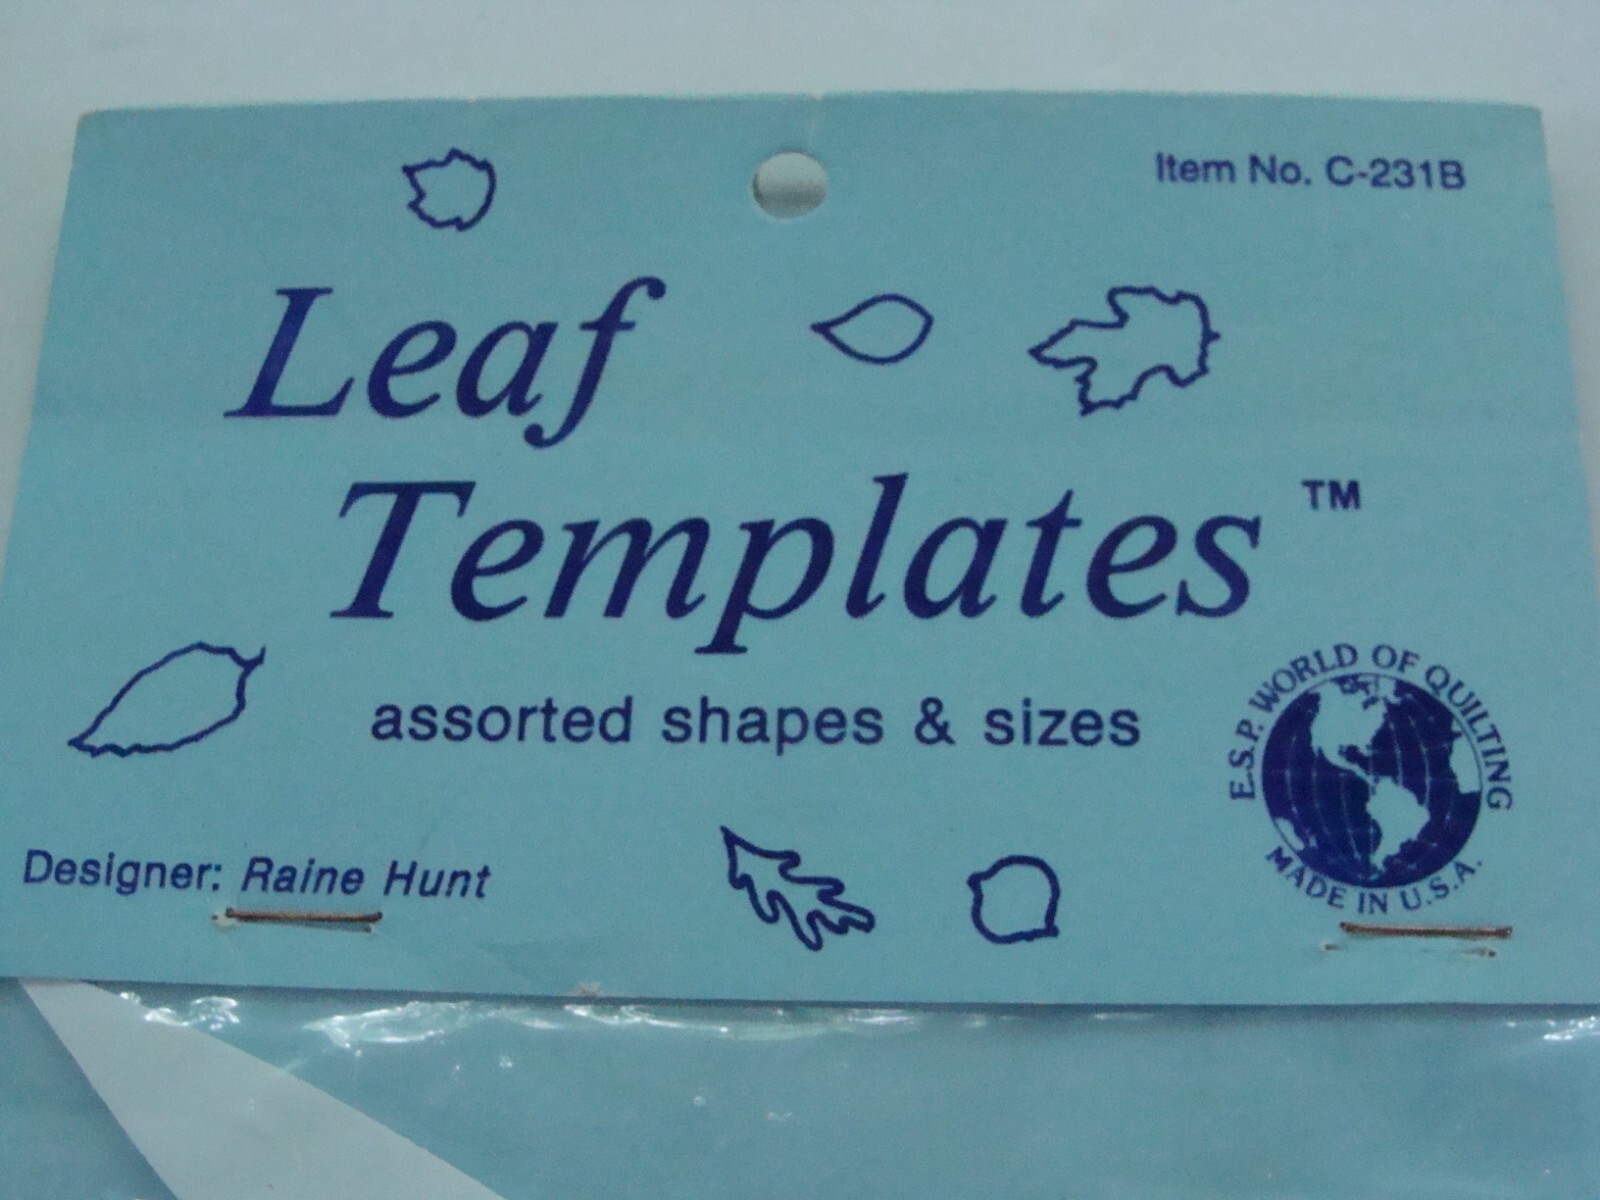 Item No. C-231B
Leaf
Templates™
assorted shapes & sizes
E.S.P. WORLD OF QUILTING
MADE IN U.S.A.
Designer: Raine Hunt